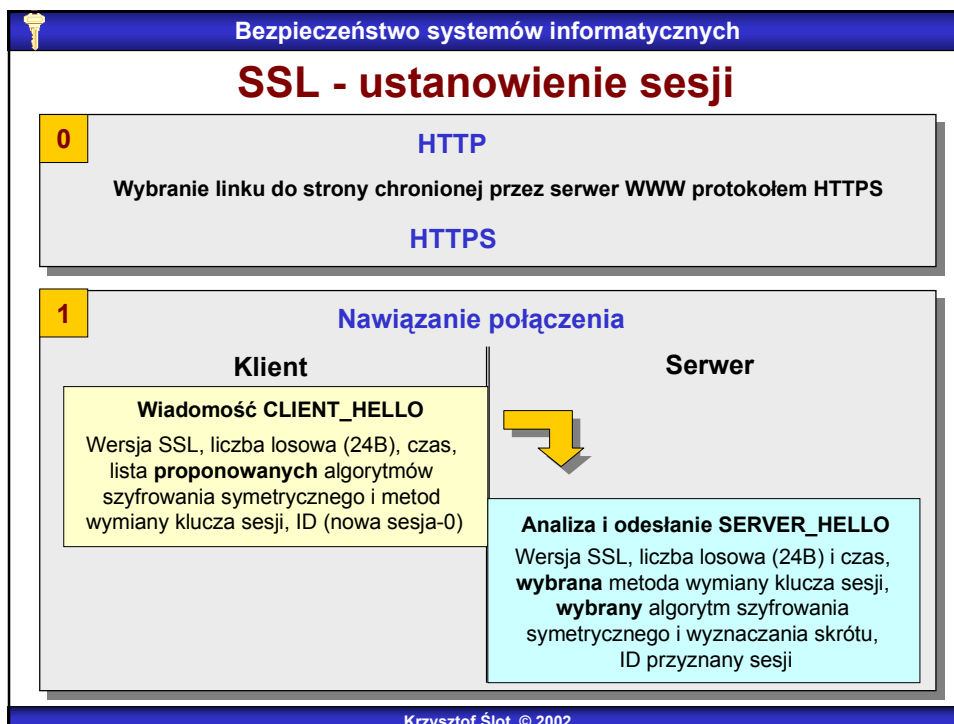 Bezpieczeństwo systemów informatycznych
SSL - ustanowienie sesji
0
HTTP
Wybranie linku do strony chronionej przez serwer WWW protokołem HTTPS
HTTPS
1
Nawiązanie połączenia
Klient
Wiadomość CLIENT_HELLO
Wersja SSL, liczba losowa (24B), czas,
lista proponowanych algorytmów
szyfrowania symetrycznego i metod
wymiany klucza sesji, ID (nowa sesja-0)
Serwer
Analiza i odesłanie SERVER_HELLO
Wersja SSL, liczba losowa (24B) i czas,
wybrana metoda wymiany klucza sesji,
wybrany algorytm szyfrowania
symetrycznego i wyznaczania skrótu,
ID przyznany sesji
Krzysztof Ślot, © 2002